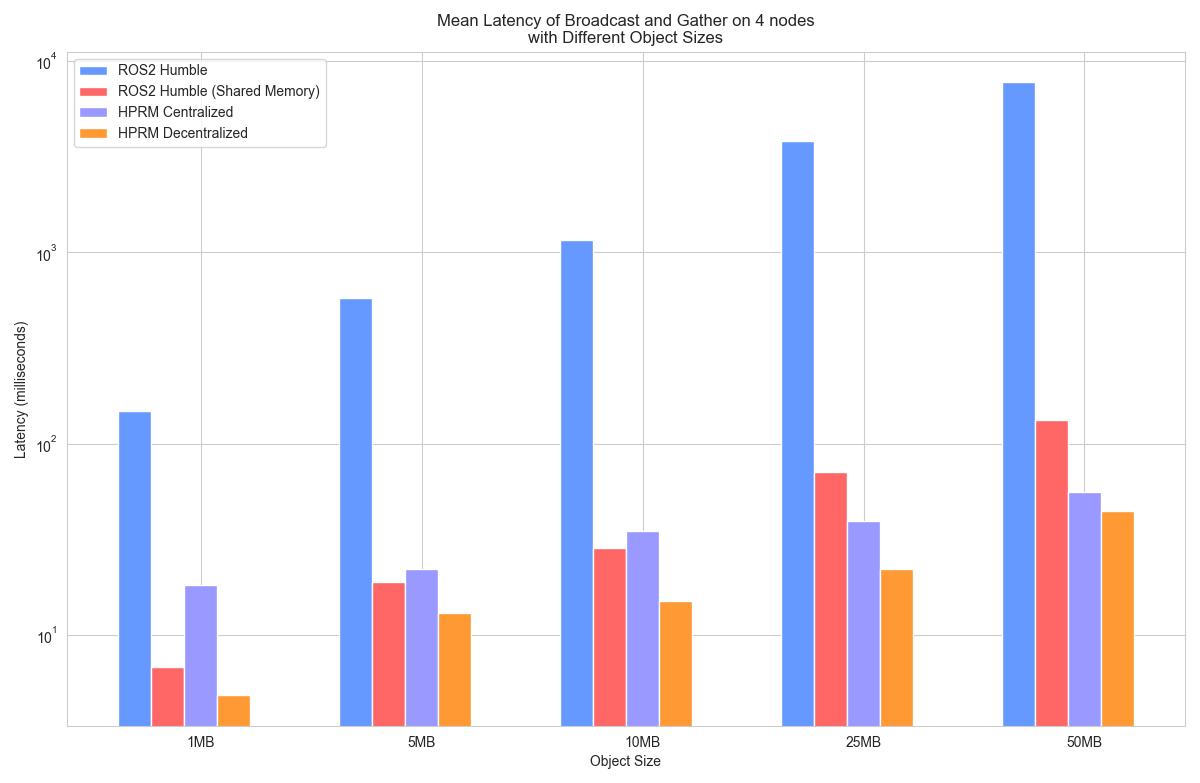 Mean Latency of Broadcast and Gather on 4 nodes
with Different Object Sizes
ROS2 Humble
ROS2 Humble (Shared Memory)
HPRM Centralized
HPRM Decentralized
Latency (milliseconds)
10⁴
10³
10²
10¹
1MB
5MB
10MB
25MB
50MB
Object Size